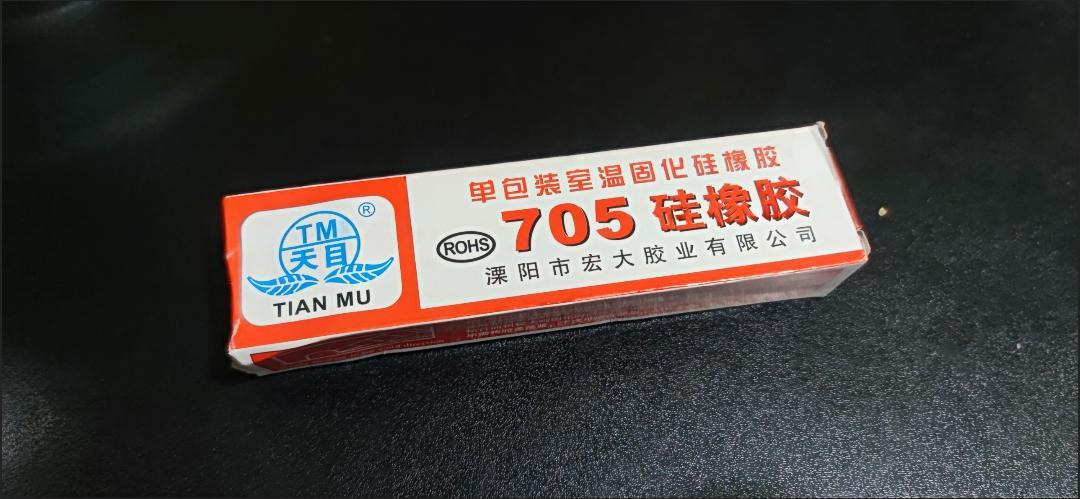 TM
天目
®
TIAN MU
单包装室温固化硅橡胶
ROHS
705 硅橡胶
溧阳市宏大胶业有限公司